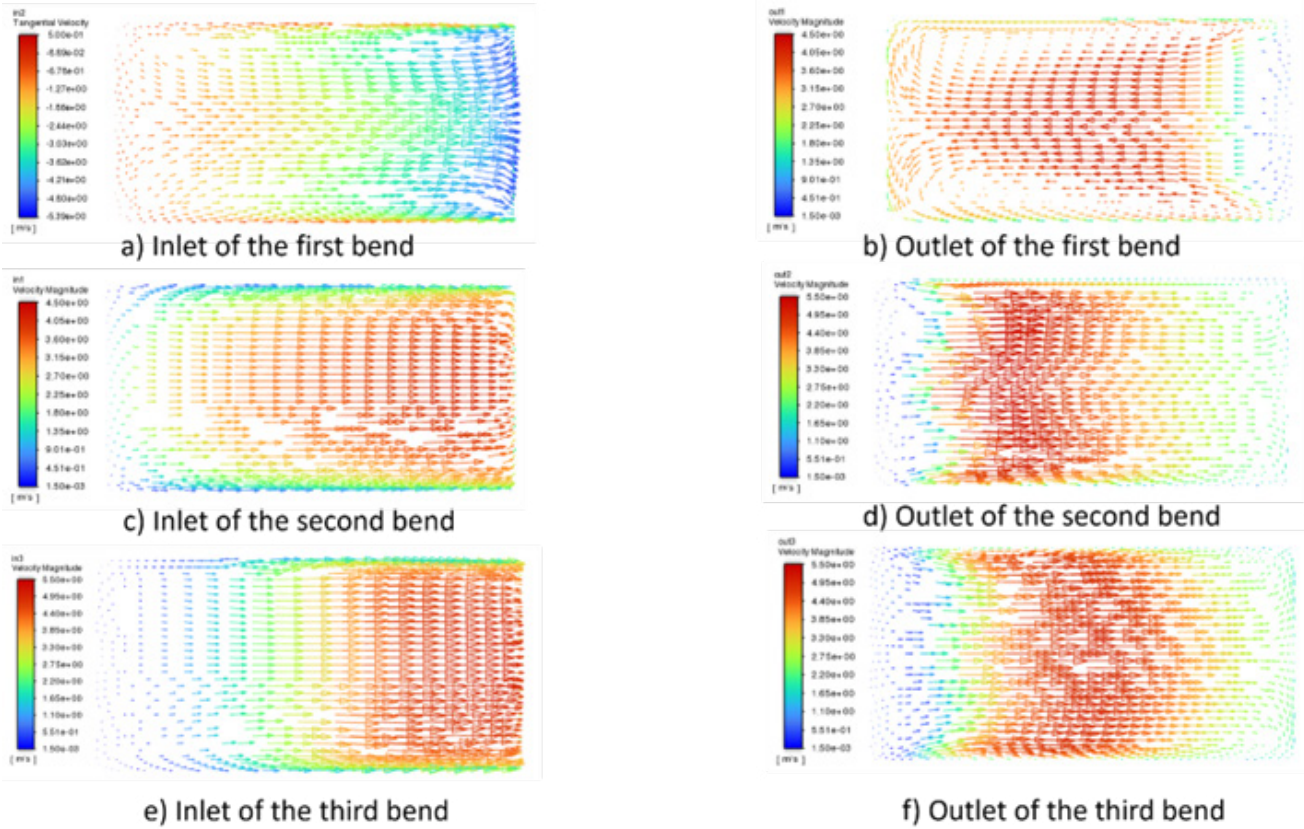 in2
Tangential Velocity
5.00e-01
-6.76e-01
-1.27e+00
-2.44e+00
-3.03e+00
-3.62e+00
-4.21e+00
-4.80e+00
-5.39e+00
[ m/s ]
a) Inlet of the first bend
out1
Velocity Magnitude
4.50e+00
4.05e+00
3.60e+00
3.15e+00
2.70e+00
2.25e+00
1.80e+00
1.35e+00
9.01e-01
4.51e-01
1.50e-03
[ m/s ]
b) Outlet of the first bend
in1
Velocity Magnitude
4.50e+00
4.05e+00
3.60e+00
3.15e+00
2.70e+00
2.25e+00
1.80e+00
1.35e+00
9.01e-01
4.51e-01
1.50e-03
[ m/s ]
c) Inlet of the second bend
out2
Velocity Magnitude
5.50e+00
4.95e+00
4.40e+00
3.85e+00
3.30e+00
2.75e+00
2.20e+00
1.65e+00
1.10e+00
5.51e-01
1.50e-03
[ m/s ]
d) Outlet of the second bend
in3
Velocity Magnitude
5.50e+00
4.95e+00
4.40e+00
3.85e+00
3.30e+00
2.75e+00
2.20e+00
1.65e+00
1.10e+00
5.51e-01
1.50e-03
[ m/s ]
e) Inlet of the third bend
out3
Velocity Magnitude
5.50e+00
4.95e+00
4.40e+00
3.85e+00
3.30e+00
2.75e+00
2.20e+00
1.65e+00
1.10e+00
5.51e-01
1.50e-03
[ m/s ]
f) Outlet of the third bend